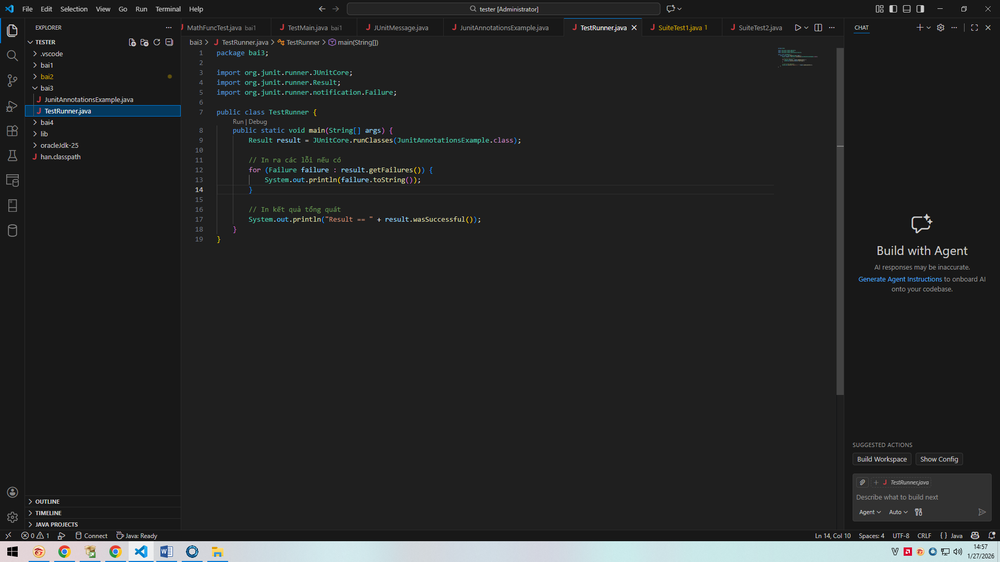 File Edit Selection View Go Run Terminal Help
tester [Administrator]
EXPLORER
TESTER
.vscode
bai1
bai2
bai3
JunitAnnotationsExample.java
TestRunner.java
bai4
lib
oracleJdk-25
han.classpath
OUTLINE
TIMELINE
JAVA PROJECTS
MathFuncTest.java bai1
TestMain.java bai1
JUnitMessage.java
JunitAnnotationsExample.java
TestRunner.java
SuiteTest1.java 1
SuiteTest2.java
bai3 > TestRunner.java > TestRunner > main(String[])
1 package bai3;
2
3 import org.junit.runner.JUnitCore;
4 import org.junit.runner.Result;
5 import org.junit.runner.notification.Failure;
6
7 public class TestRunner {
Run | Debug
8 public static void main(String[] args) {
9 Result result = JUnitCore.runClasses(JunitAnnotationsExample.class);
10
11 // In ra các lỗi nếu có
12 for (Failure failure : result.getFailures()) {
13 System.out.println(failure.toString());
14 }
15
16 // In kết quả tổng quát
17 System.out.println("Result == " + result.wasSuccessful());
18 }
19 }
CHAT
Build with Agent
AI responses may be inaccurate.
Generate Agent Instructions to onboard AI
onto your codebase.
SUGGESTED ACTIONS
Build Workspace
Show Config
TestRunner.java
Describe what to build next
Agent
Auto
0 1 Connect Java: Ready
Ln 14, Col 10 Spaces: 4 UTF-8 CRLF { } Java
14:57
1/27/2026